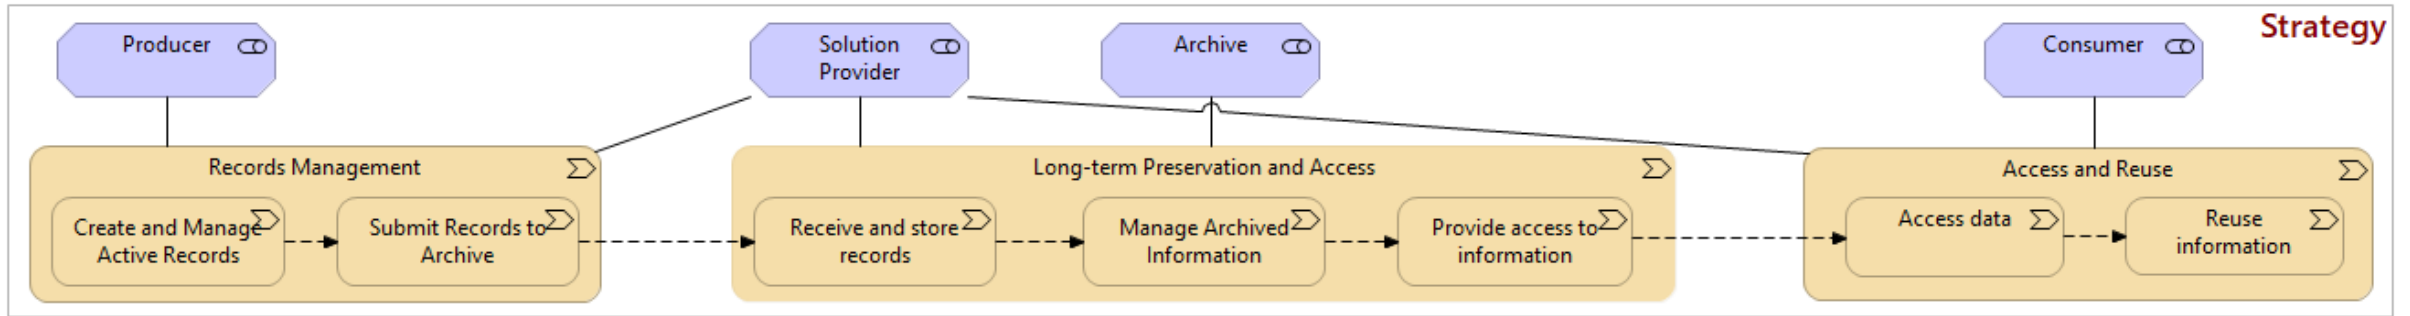 Strategy
Producer
Solution
Provider
Archive
Consumer
Records Management
Create and Manage
Active Records
Submit Records to
Archive
Long-term Preservation and Access
Receive and store
records
Manage Archived
Information
Provide access to
information
Access and Reuse
Access data
Reuse
information